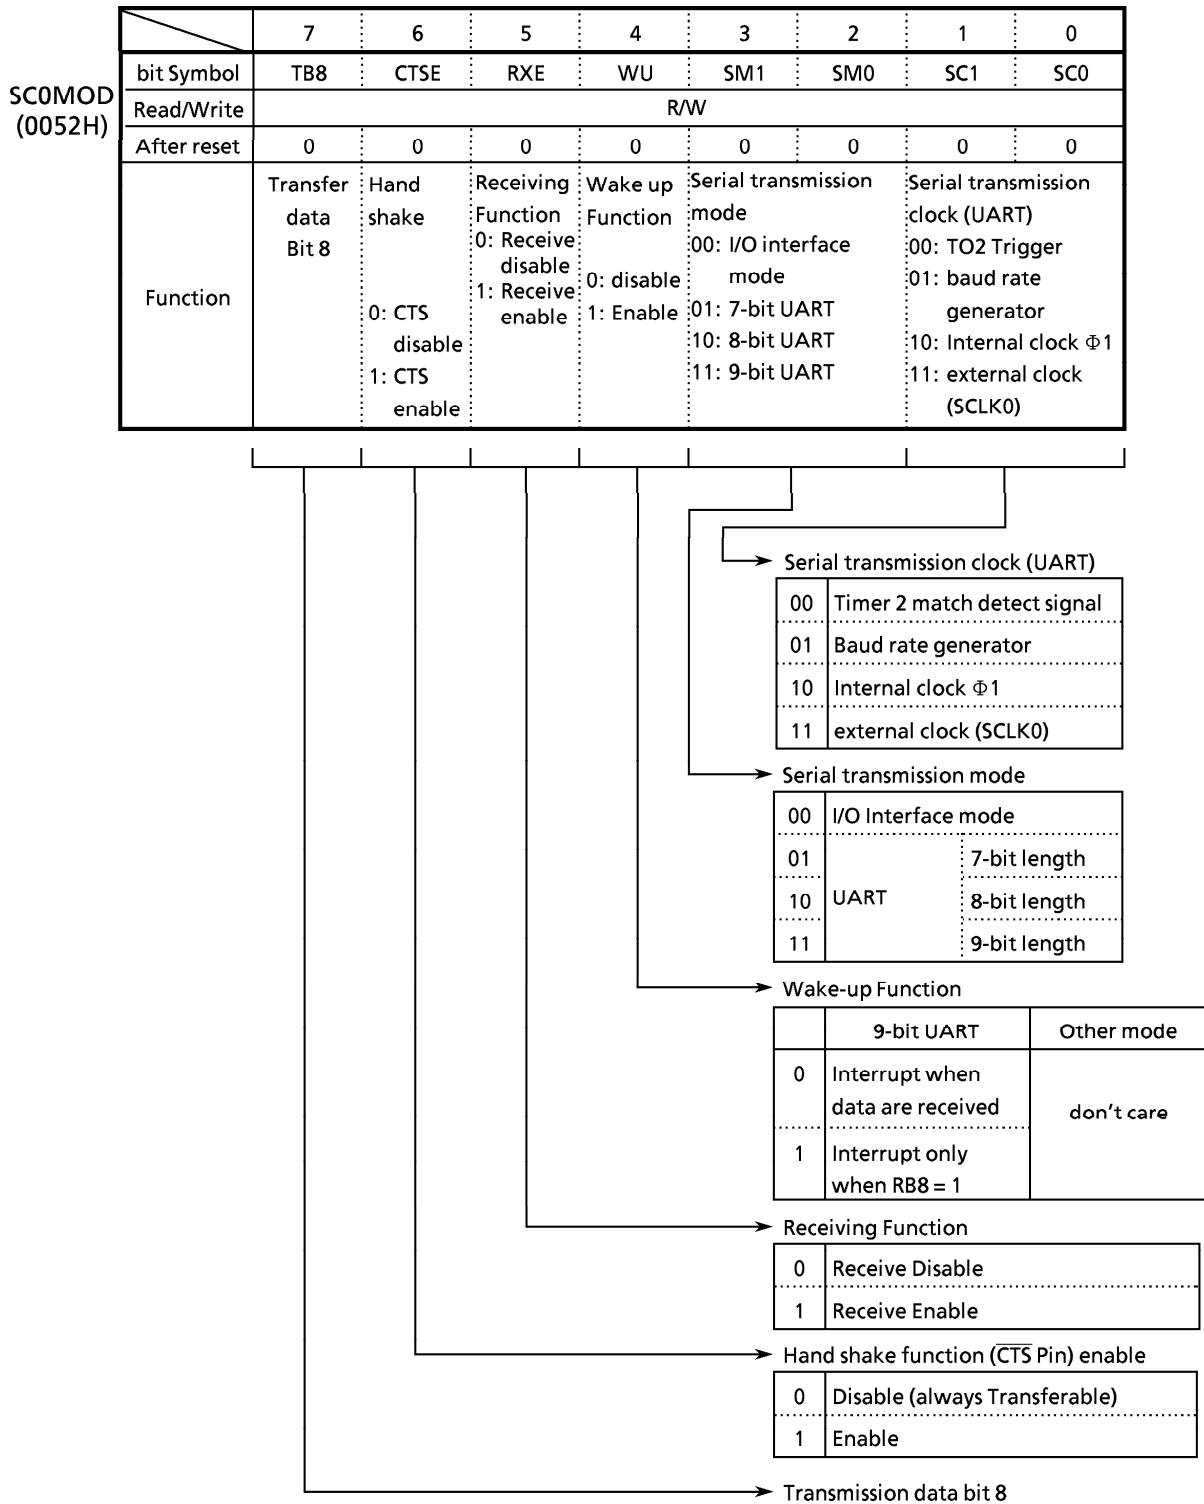 7 6 5 4 3 2 1 0
SC0MOD
(0052H)
bit Symbol TB8 CTSE RXE WU SM1 SM0 SC1 SC0
Read/Write R/W
After reset 0 0 0 0 0 0 0 0
Function
Transfer
data
Bit 8
Hand
shake
0: CTS
disable
1: CTS
enable
Receiving
Function
0: Receive
disable
1: Receive
enable
Wake up
Function
0: disable
1: Enable
Serial transmission
mode
00: I/O interface
mode
01: 7-bit UART
10: 8-bit UART
11: 9-bit UART
Serial transmission
clock (UART)
00: TO2 Trigger
01: baud rate
generator
10: Internal clock Φ1
11: external clock
(SCLK0)
Serial transmission clock (UART)
00 Timer 2 match detect signal
01 Baud rate generator
10 Internal clock Φ1
11 external clock (SCLK0)
Serial transmission mode
00 I/O Interface mode
01 7-bit length
10 UART 8-bit length
11 9-bit length
Wake-up Function
9-bit UART Other mode
0 Interrupt when
data are received
don't care
1 Interrupt only
when RB8 = 1
Receiving Function
0 Receive Disable
1 Receive Enable
Hand shake function (C̅T̅S̅ Pin) enable
0 Disable (always Transferable)
1 Enable
Transmission data bit 8